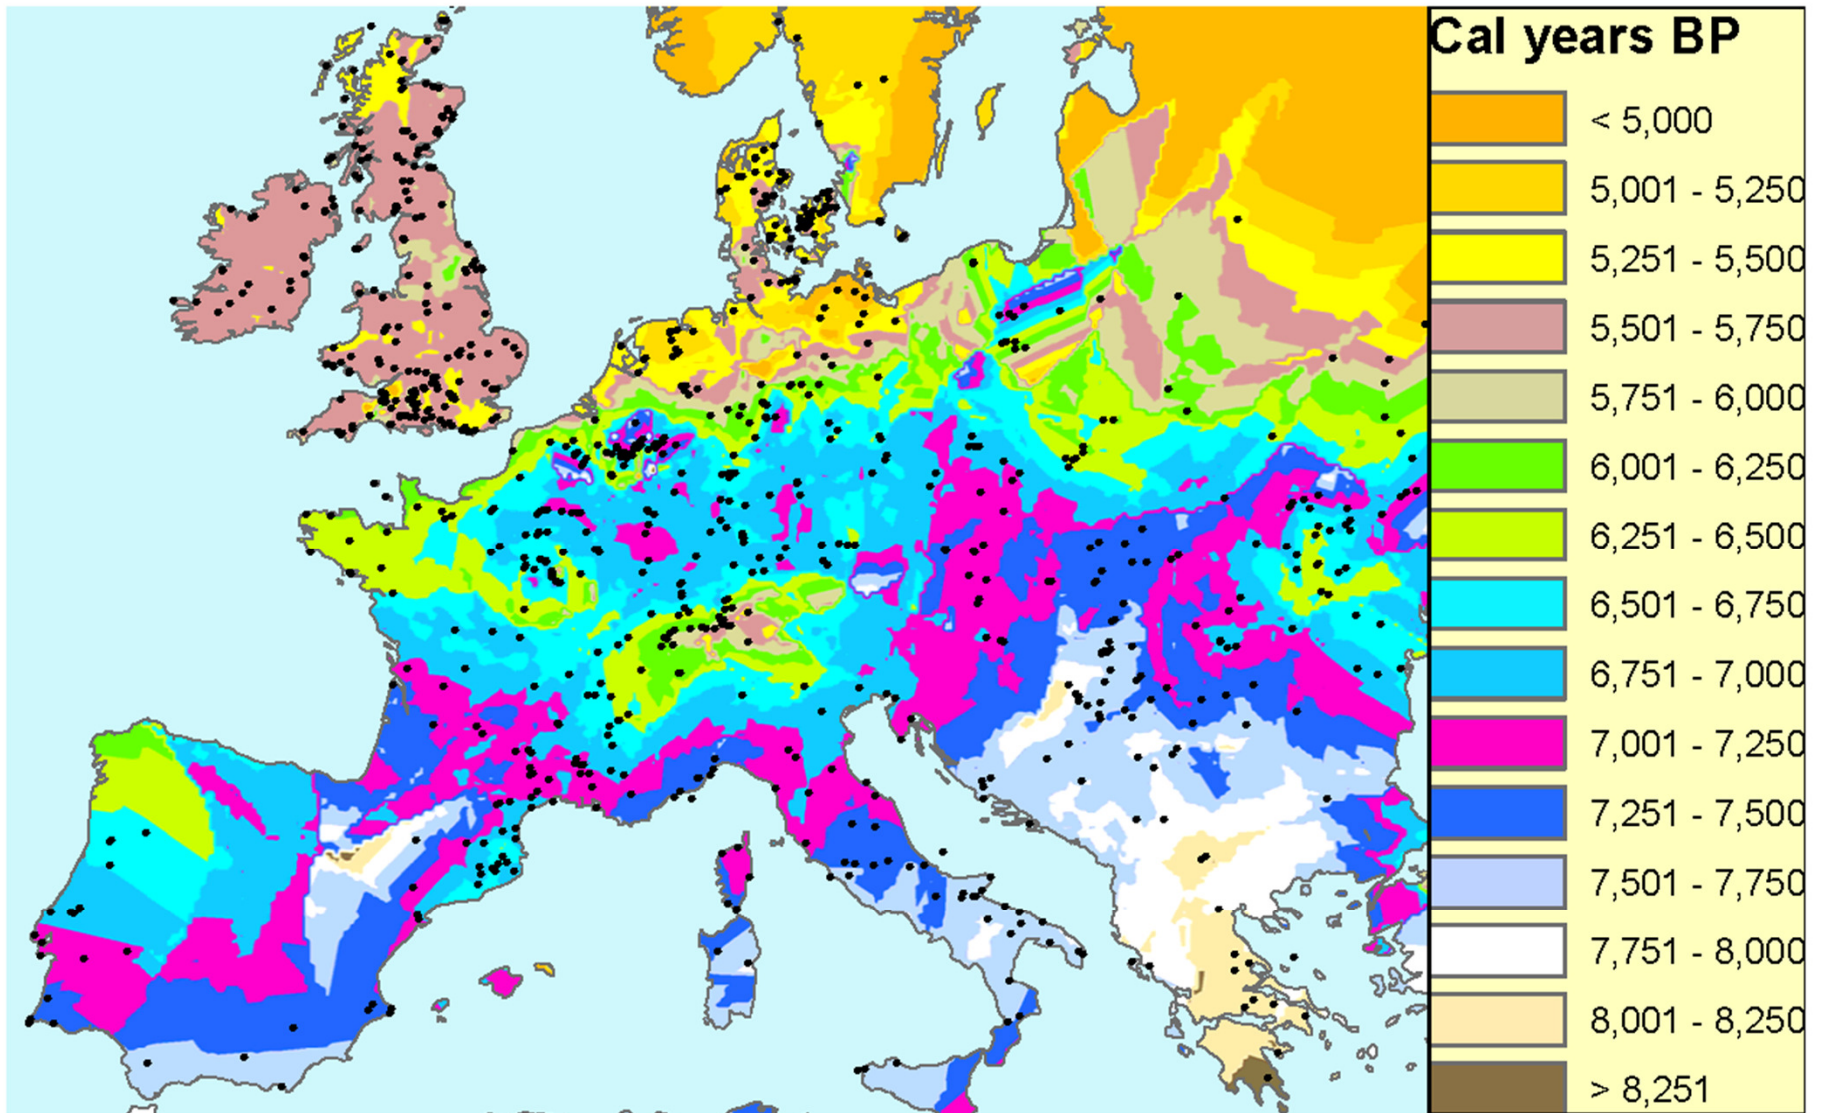 Cal years BP
< 5,000
5,001 - 5,250
5,251 - 5,500
5,501 - 5,750
5,751 - 6,000
6,001 - 6,250
6,251 - 6,500
6,501 - 6,750
6,751 - 7,000
7,001 - 7,250
7,251 - 7,500
7,501 - 7,750
7,751 - 8,000
8,001 - 8,250
> 8,251